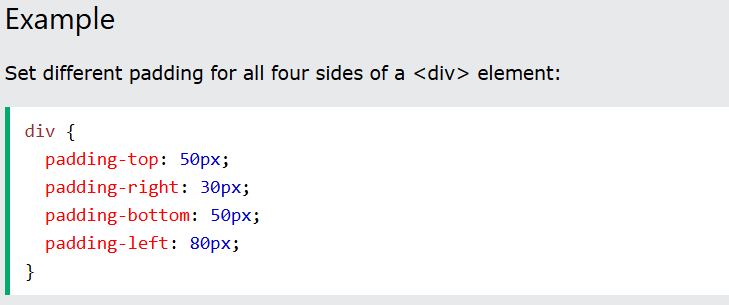 Example
Set different padding for all four sides of a <div> element:
div {
  padding-top: 50px;
  padding-right: 30px;
  padding-bottom: 50px;
  padding-left: 80px;
}